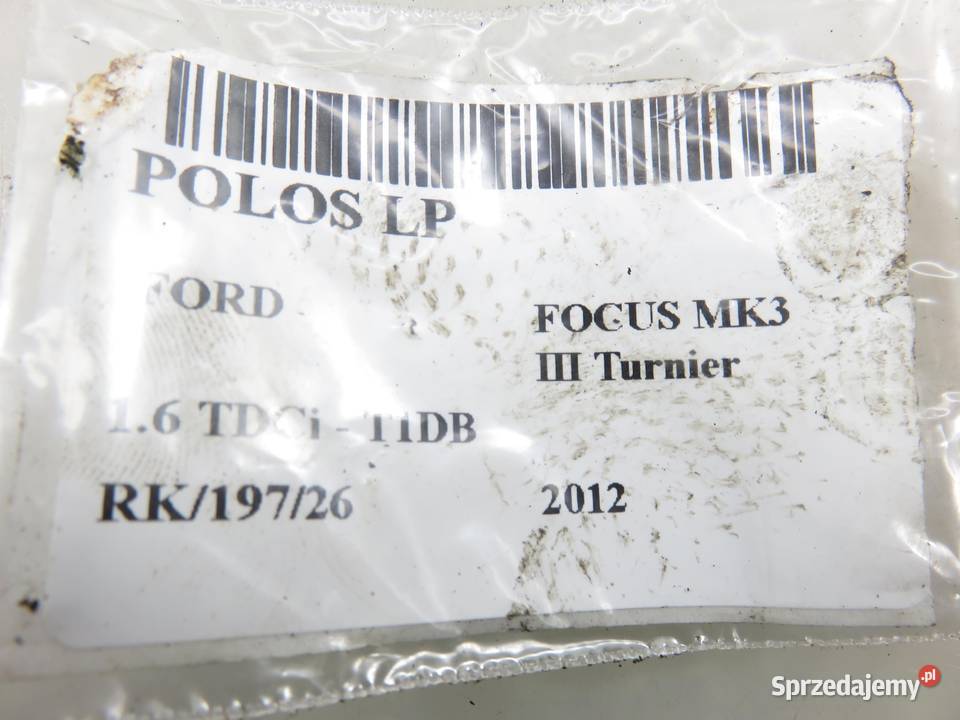 POLOS LP
FORD
FOCUS MK3
III Turnier
1.6 TDCi - T1DB
RK/197/26
2012
Sprzedajemy.pl